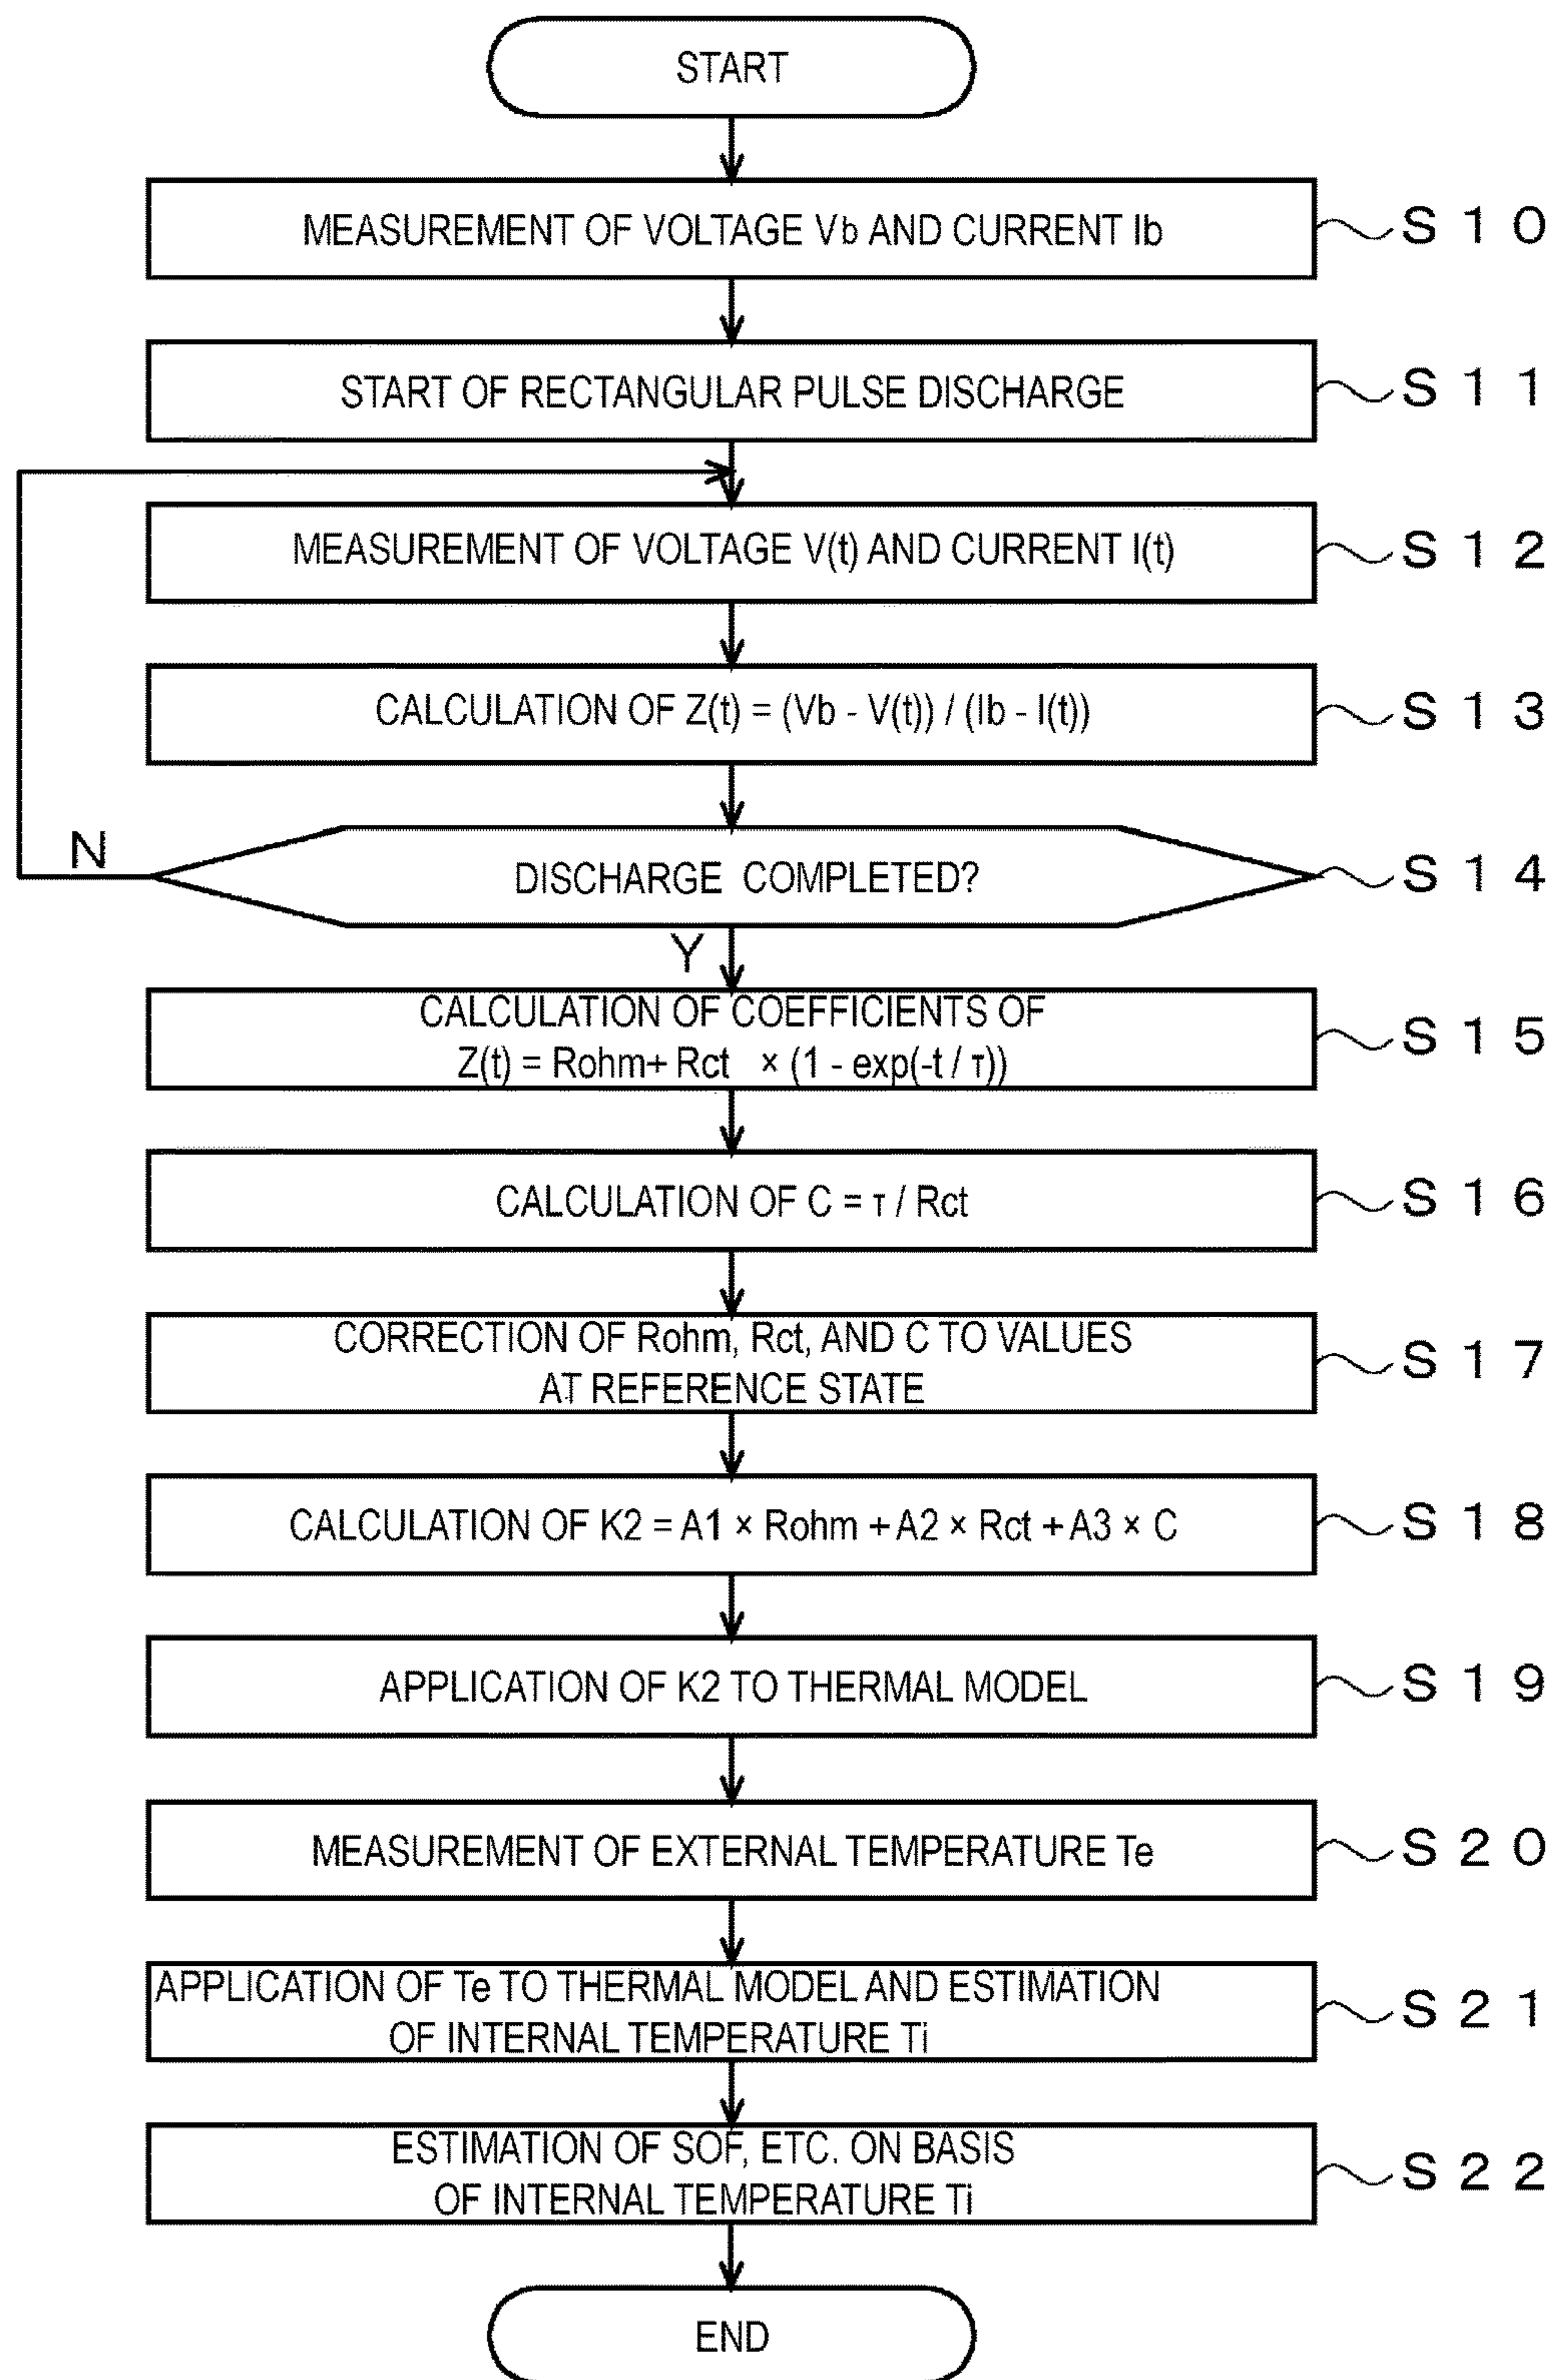 START
MEASUREMENT OF VOLTAGE Vb AND CURRENT Ib
S10
START OF RECTANGULAR PULSE DISCHARGE
S11
MEASUREMENT OF VOLTAGE V(t) AND CURRENT I(t)
S12
CALCULATION OF Z(t) = (Vb - V(t)) / (Ib - I(t))
S13
N
DISCHARGE COMPLETED?
S14
Y
CALCULATION OF COEFFICIENTS OF
Z(t) = Rohm+ Rct × (1 - exp(-t / τ))
S15
CALCULATION OF C = τ / Rct
S16
CORRECTION OF Rohm, Rct, AND C TO VALUES
AT REFERENCE STATE
S17
CALCULATION OF K2 = A1 × Rohm + A2 × Rct + A3 × C
S18
APPLICATION OF K2 TO THERMAL MODEL
S19
MEASUREMENT OF EXTERNAL TEMPERATURE Te
S20
APPLICATION OF Te TO THERMAL MODEL AND ESTIMATION
OF INTERNAL TEMPERATURE Ti
S21
ESTIMATION OF SOF, ETC. ON BASIS
OF INTERNAL TEMPERATURE Ti
S22
END